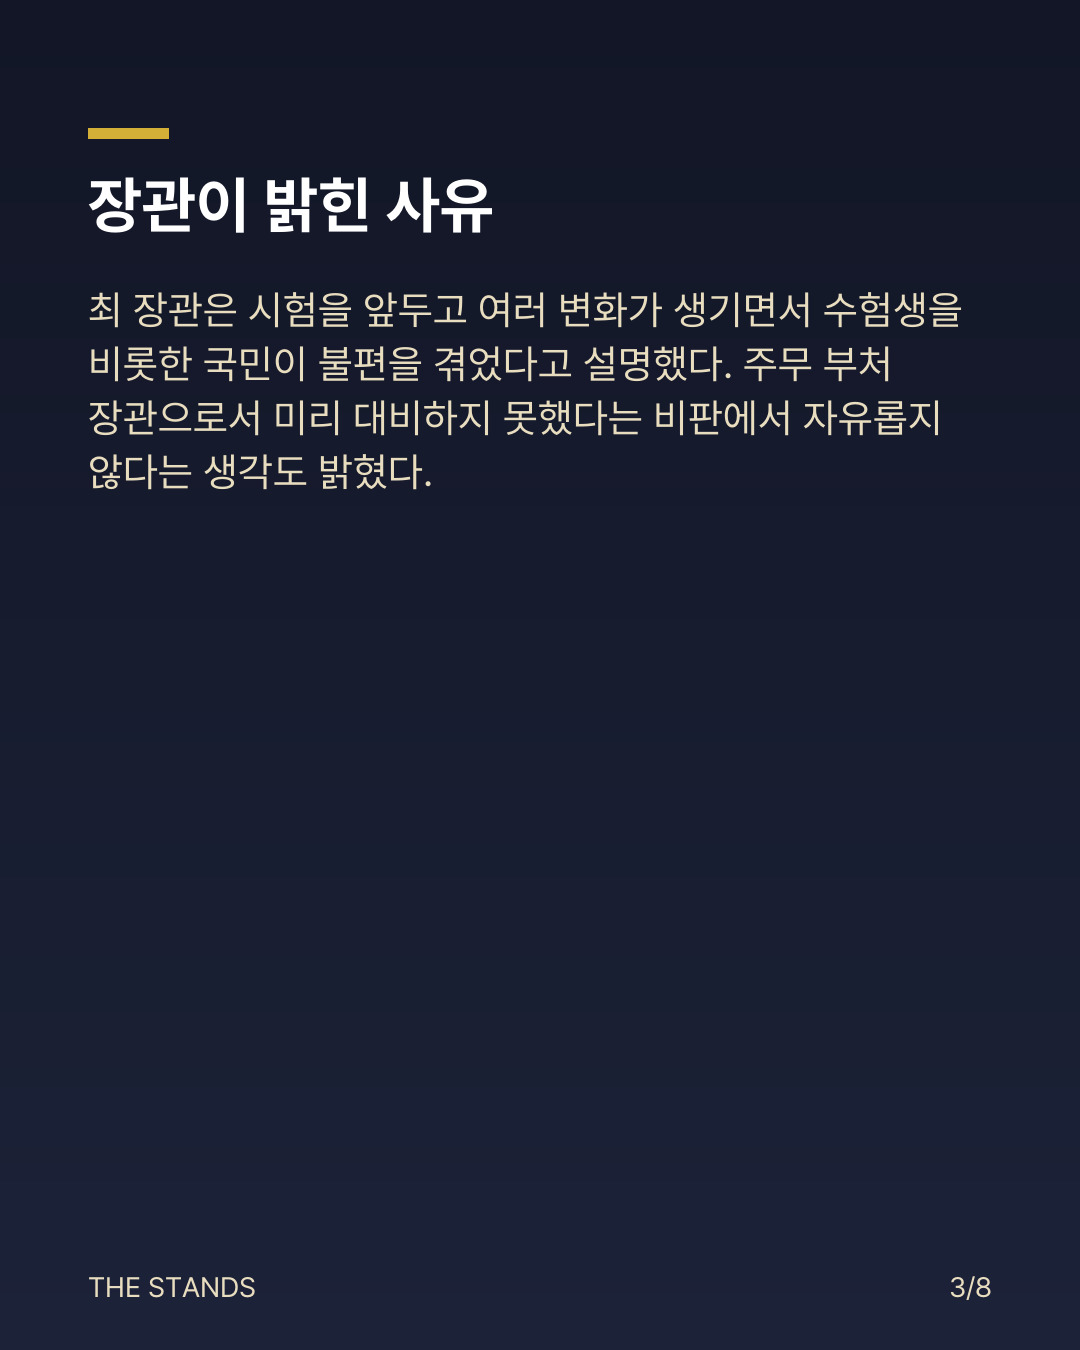 장관이 밝힌 사유
최 장관은 시험을 앞두고 여러 변화가 생기면서 수험생을
비롯한 국민이 불편을 겪었다고 설명했다. 주무 부처
장관으로서 미리 대비하지 못했다는 비판에서 자유롭지
않다는 생각도 밝혔다.
THE STANDS
3/8